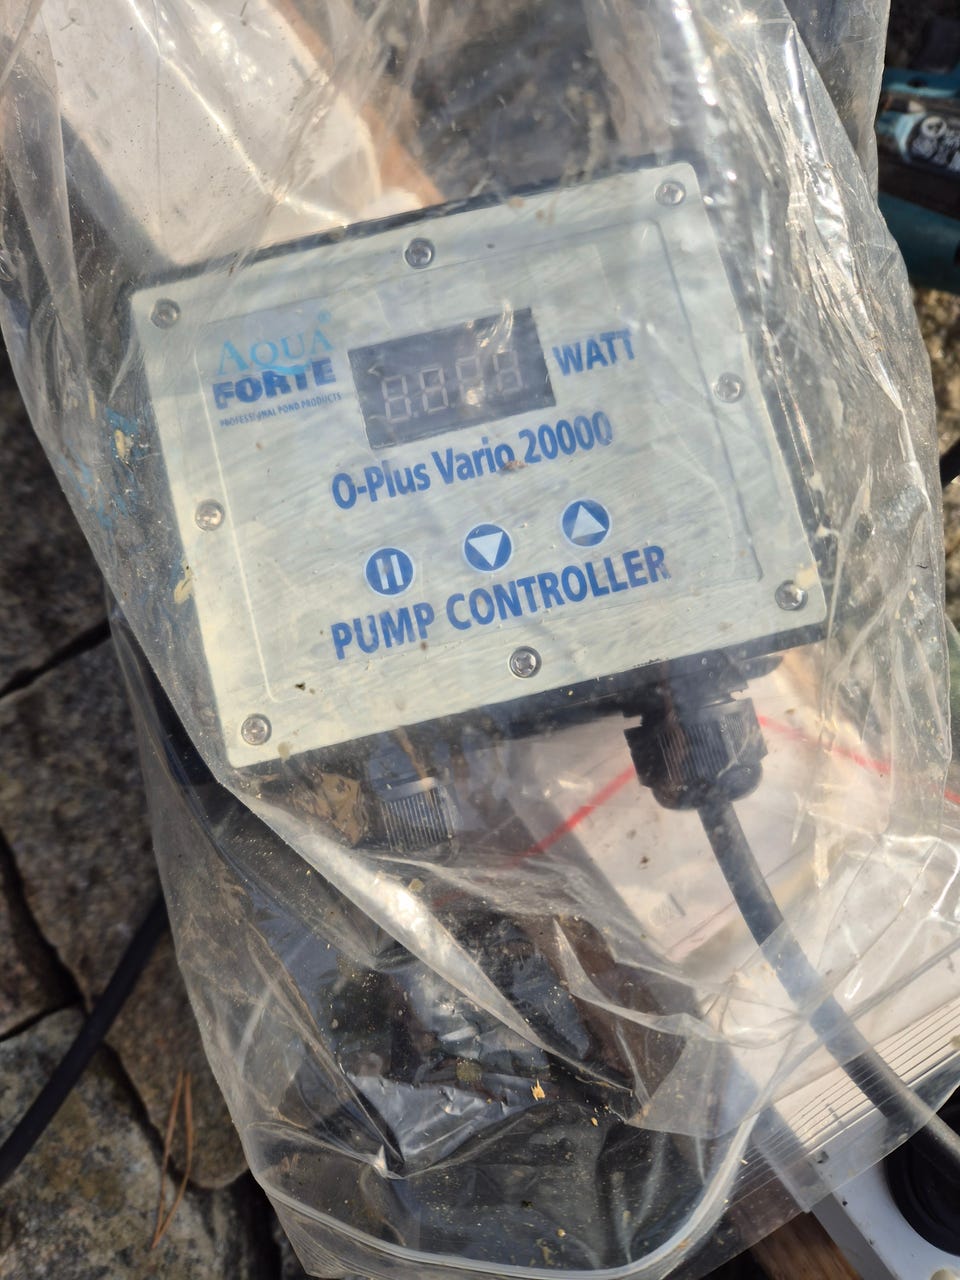 AQUA®
FORTE
PROFESSIONAL POND PRODUCTS
WATT
O-Plus Vario 20000
PUMP CONTROLLER